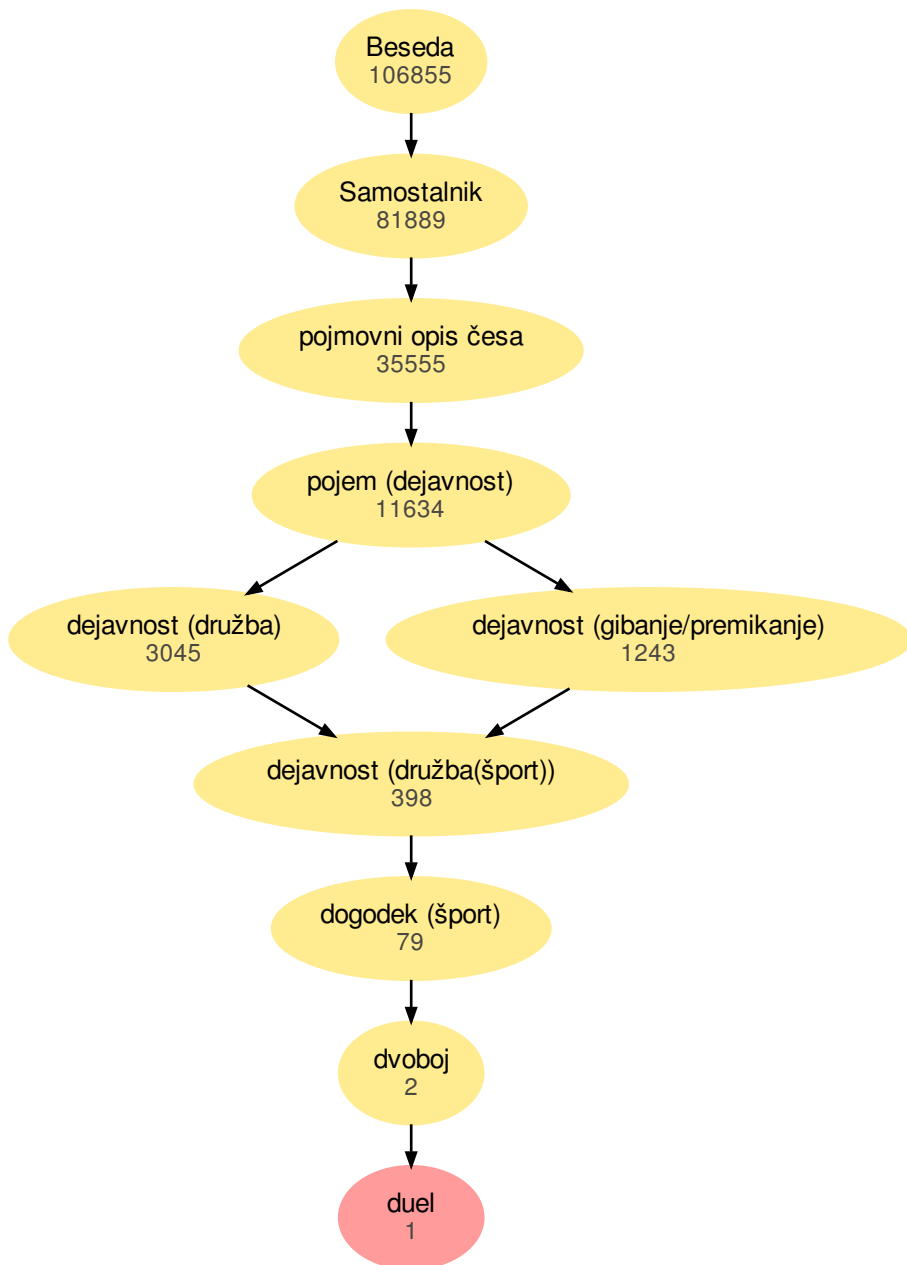 Beseda
106855
Samostalnik
81889
pojmovni opis česa
35555
pojem (dejavnost)
11634
dejavnost (družba)
3045
dejavnost (gibanje/premikanje)
1243
dejavnost (družba(šport))
398
dogodek (šport)
79
dvoboj
2
duel
1